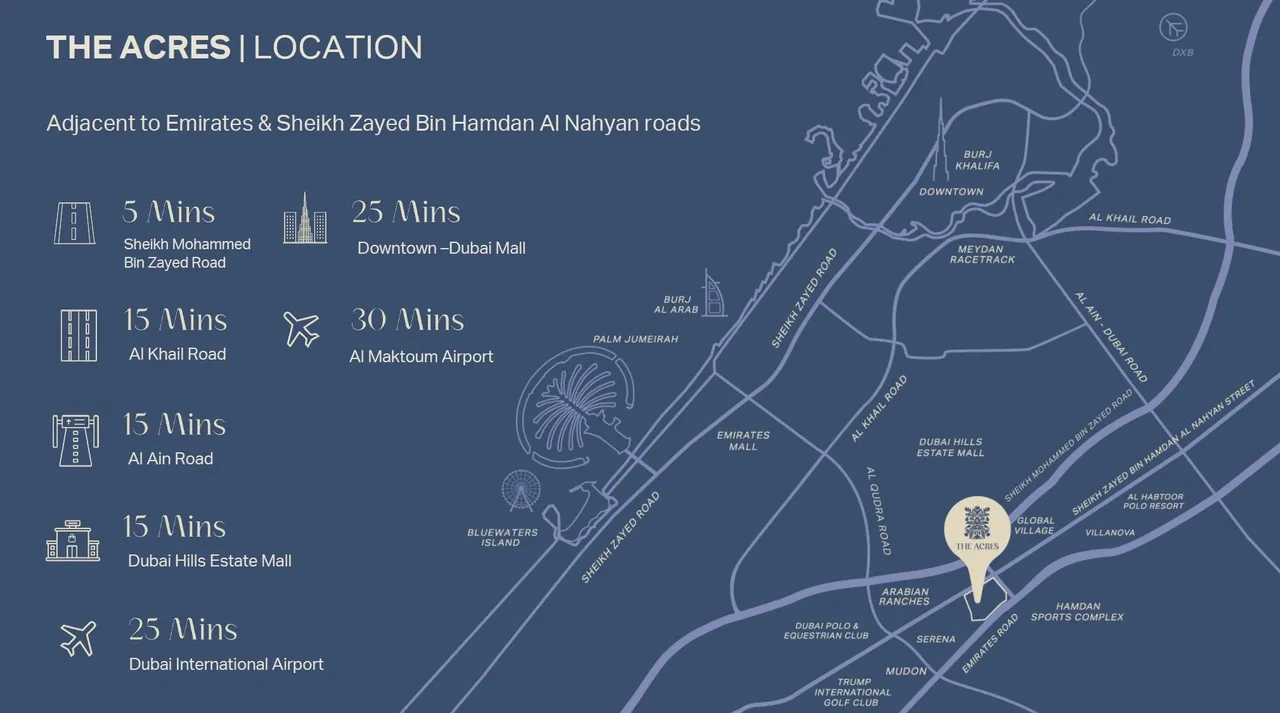 THE ACRES | LOCATION
Adjacent to Emirates & Sheikh Zayed Bin Hamdan Al Nahyan roads
5 Mins
Sheikh Mohammed
Bin Zayed Road
25 Mins
Downtown –Dubai Mall
15 Mins
Al Khail Road
30 Mins
Al Maktoum Airport
15 Mins
Al Ain Road
15 Mins
Dubai Hills Estate Mall
25 Mins
Dubai International Airport
DXB
BURJ
KHALIFA
DOWNTOWN
AL KHAIL ROAD
MEYDAN
RACETRACK
SHEIKH ZAYED ROAD
BURJ
AL ARAB
PALM JUMEIRAH
AL AIN - DUBAI ROAD
AL KHAIL ROAD
EMIRATES
MALL
DUBAI HILLS
ESTATE MALL
SHEIKH MOHAMMED BIN ZAYED ROAD
SHEIKH ZAYED BIN HAMDAN AL NAHYAN STREET
AL QUDRA ROAD
AL HABTOOR
POLO RESORT
BLUEWATERS
ISLAND
SHEIKH ZAYED ROAD
THE ACRES
GLOBAL
VILLAGE
VILLANOVA
ARABIAN
RANCHES
HAMDAN
SPORTS COMPLEX
DUBAI POLO &
EQUESTRIAN CLUB
SERENA
EMIRATES ROAD
MUDON
TRUMP
INTERNATIONAL
GOLF CLUB